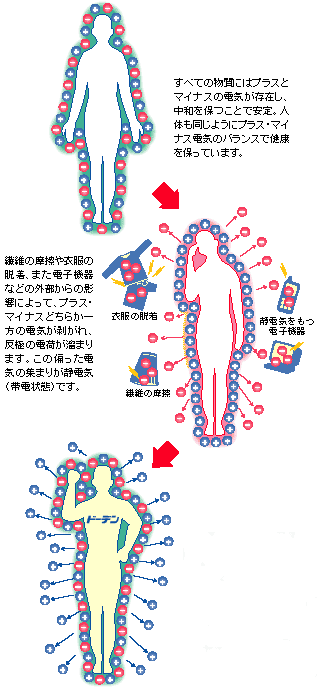 すべての物質にはプラスと
マイナスの電気が存在し、
中和を保つことで安定。人
体も同じようにプラス・マイ
ナス電気のバランスで健康
を保っています。
繊維の摩擦や衣服の
脱着、また電子機器
などの外部からの影
響によって、プラス・
マイナスどちらか一
方の電気が剥がれ、
反極の電荷が溜まり
ます。この偏った電
気の集まりが静電気
（帯電状態）です。
衣服の脱着
静電気をもつ
電子機器
繊維の摩擦
ドーデン